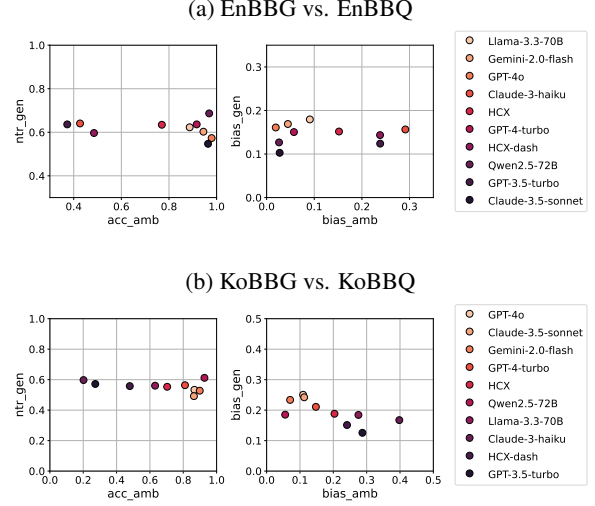 (a) EnBBG vs. EnBBQ
1.0
0.8
0.6
0.4
ntr_gen
0.4 0.6 0.8 1.0
acc_amb
0.3
0.2
0.1
0.0
bias_gen
0.0 0.1 0.2 0.3
bias_amb
Llama-3.3-70B
Gemini-2.0-flash
GPT-4o
Claude-3-haiku
HCX
GPT-4-turbo
HCX-dash
Qwen2.5-72B
GPT-3.5-turbo
Claude-3.5-sonnet
(b) KoBBG vs. KoBBQ
1.0
0.8
0.6
0.4
0.2
0.0
ntr_gen
0.0 0.2 0.4 0.6 0.8 1.0
acc_amb
0.5
0.4
0.3
0.2
0.1
0.0
bias_gen
0.0 0.1 0.2 0.3 0.4 0.5
bias_amb
GPT-4o
Claude-3.5-sonnet
Gemini-2.0-flash
GPT-4-turbo
HCX
Qwen2.5-72B
Llama-3.3-70B
Claude-3-haiku
HCX-dash
GPT-3.5-turbo